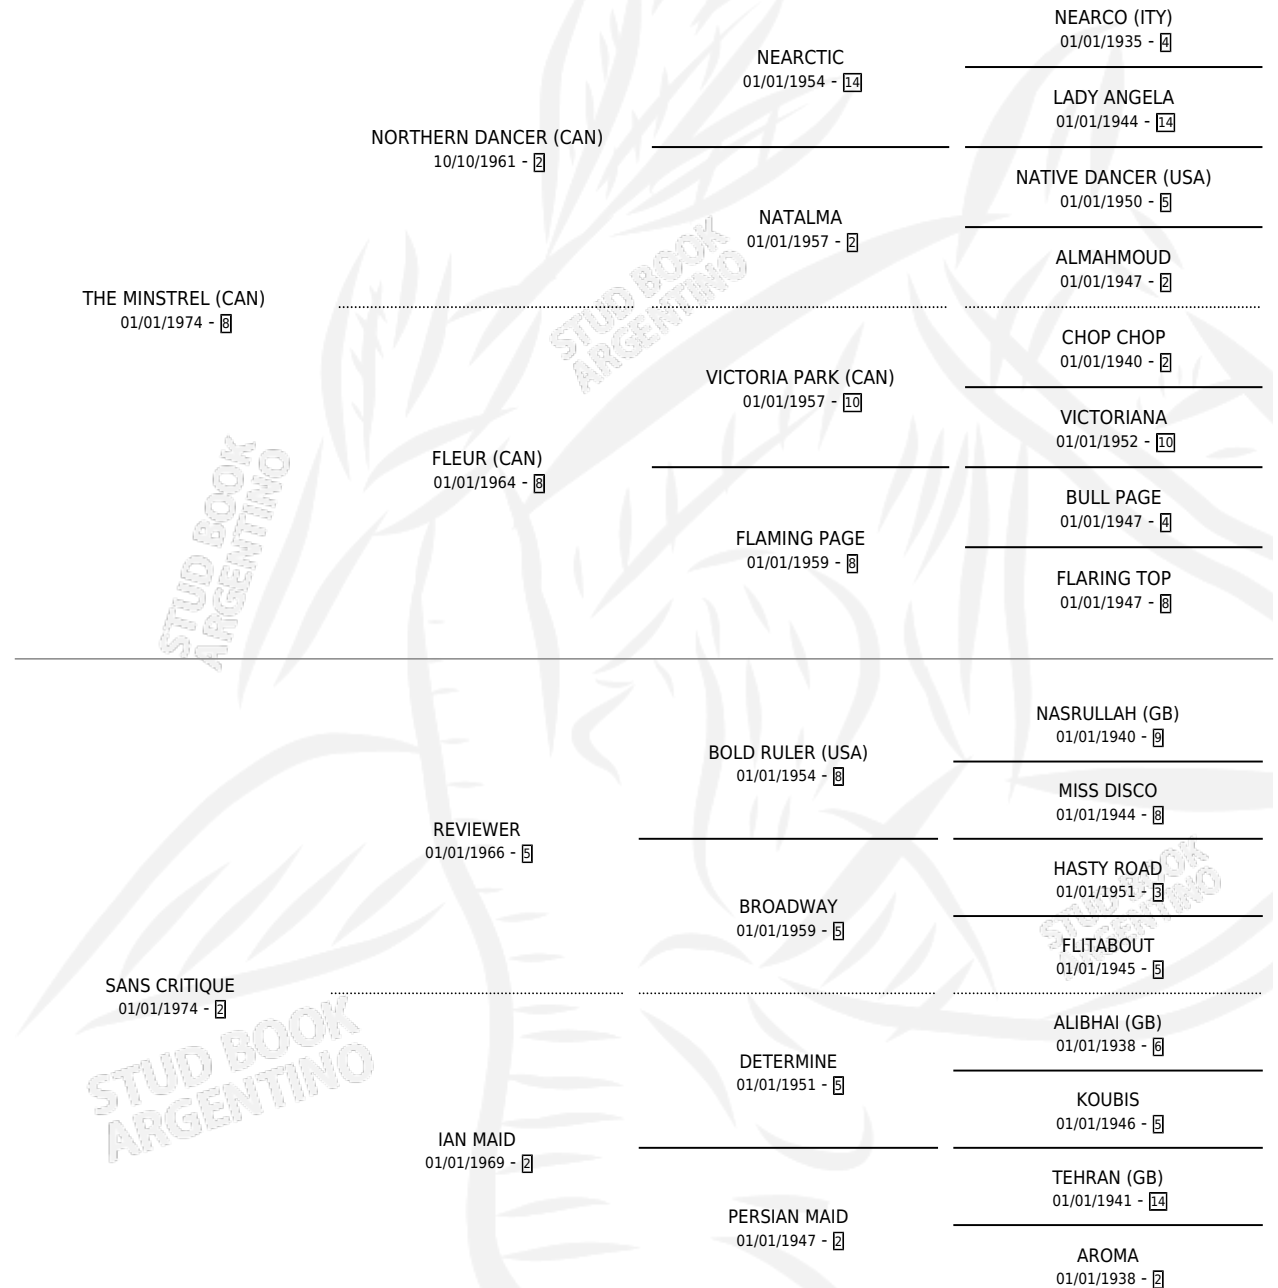 NEARCO (ITY)
01/01/1935 - 4
NEARCTIC
01/01/1954 - 14
LADY ANGELA
01/01/1944 - 14
NORTHERN DANCER (CAN)
10/10/1961 - 2
NATIVE DANCER (USA)
01/01/1950 - 5
NATALMA
01/01/1957 - 2
ALMAHMOUD
01/01/1947 - 2
THE MINSTREL (CAN)
01/01/1974 - 8
CHOP CHOP
01/01/1940 - 2
VICTORIA PARK (CAN)
01/01/1957 - 10
VICTORIANA
01/01/1952 - 10
FLEUR (CAN)
01/01/1964 - 8
BULL PAGE
01/01/1947 - 4
FLAMING PAGE
01/01/1959 - 8
FLARING TOP
01/01/1947 - 8
STUD BOOK
ARGENTINO
STUD BOOK
ARGENTINO
NASRULLAH (GB)
01/01/1940 - 9
BOLD RULER (USA)
01/01/1954 - 8
MISS DISCO
01/01/1944 - 8
REVIEWER
01/01/1966 - 5
HASTY ROAD
01/01/1951 - 3
BROADWAY
01/01/1959 - 5
FLITABOUT
01/01/1945 - 5
SANS CRITIQUE
01/01/1974 - 2
ALIBHAI (GB)
01/01/1938 - 6
DETERMINE
01/01/1951 - 5
KOUBIS
01/01/1946 - 5
IAN MAID
01/01/1969 - 2
TEHRAN (GB)
01/01/1941 - 14
PERSIAN MAID
01/01/1947 - 2
AROMA
01/01/1938 - 2
STUD BOOK
ARGENTINO
STUD BOOK
ARGENTINO